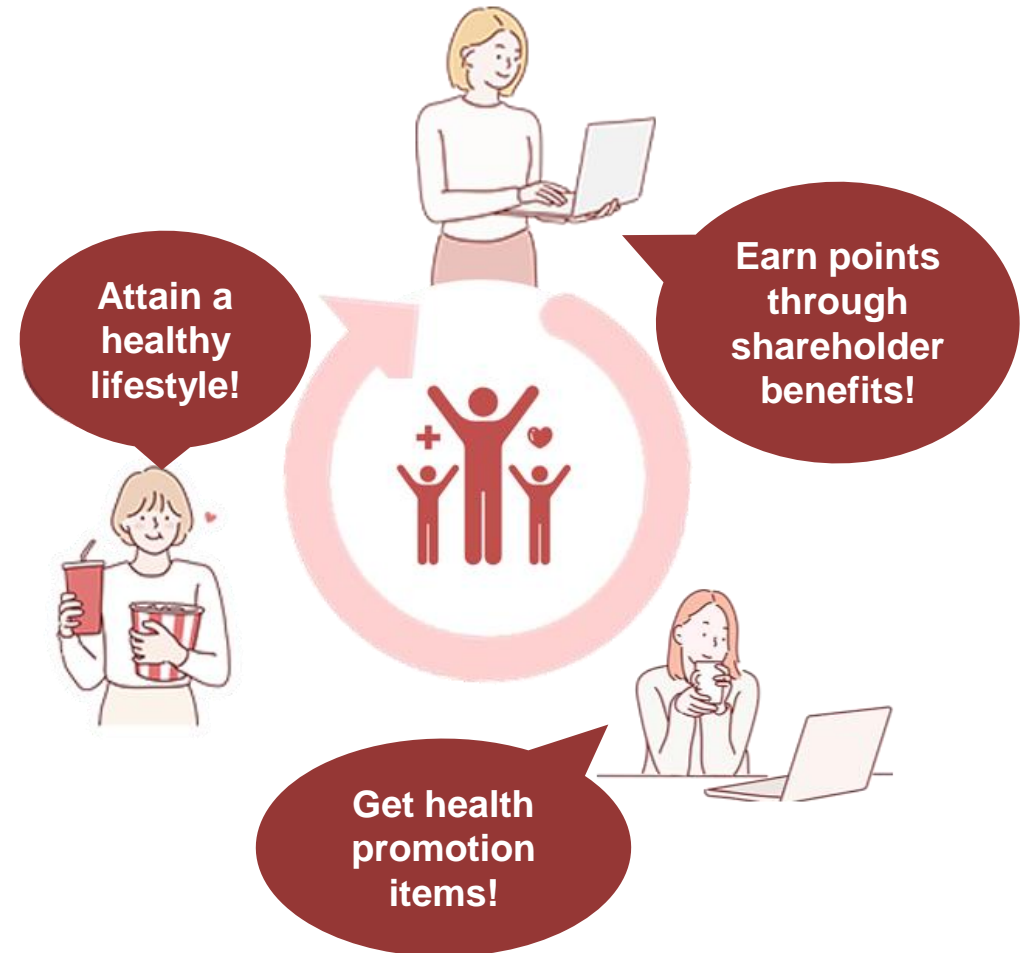 Earn points
through
shareholder
benefits!
Attain a
healthy
lifestyle!
Get health
promotion
items!